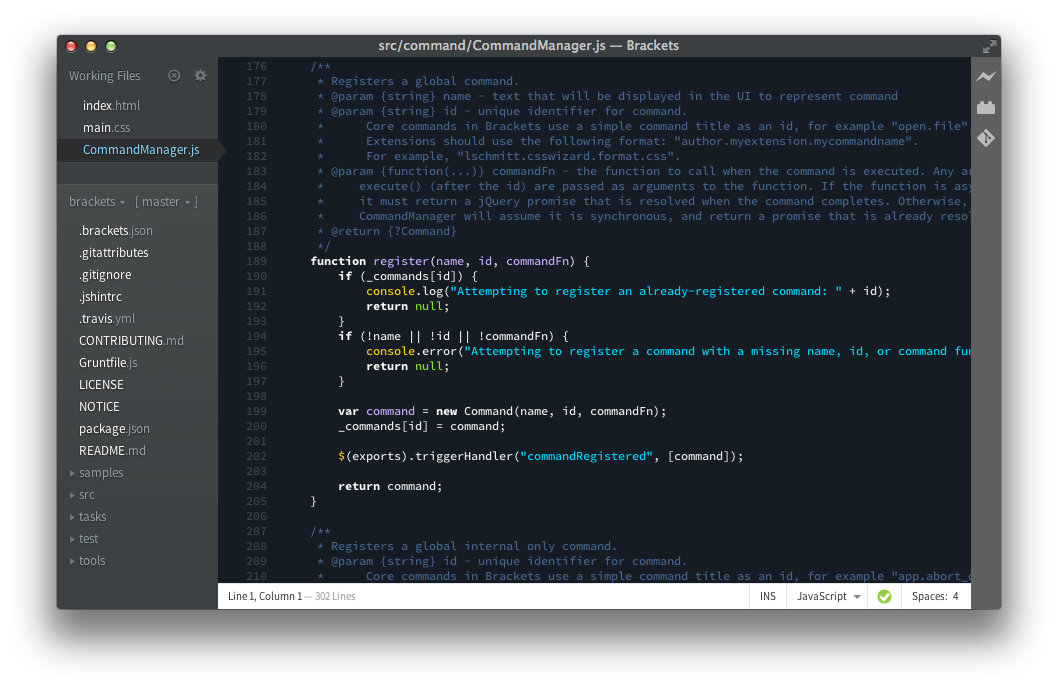 src/command/CommandManager.js — Brackets
Working Files
index.html
main.css
CommandManager.js
brackets
[ master ]
.brackets.json
.gitattributes
.gitignore
.jshintrc
.travis.yml
CONTRIBUTING.md
Gruntfile.js
LICENSE
NOTICE
package.json
README.md
samples
src
tasks
test
tools
176 /**
177 * Registers a global command.
178 * @param {string} name - text that will be displayed in the UI to represent command
179 * @param {string} id - unique identifier for command.
180 * Core commands in Brackets use a simple command title as an id, for example "open.file"
181 * Extensions should use the following format: "author.myextension.mycommandname".
182 * For example, "lschmitt.csswizard.format.css".
183 * @param {function(...)} commandFn - the function to call when the command is executed. Any a
184 * execute() (after the id) are passed as arguments to the function. If the function is asy
185 * it must return a jQuery promise that is resolved when the command completes. Otherwise,
186 * CommandManager will assume it is synchronous, and return a promise that is already resol
187 * @return {?Command}
188 */
189 function register(name, id, commandFn) {
190 if (_commands[id]) {
191 console.log("Attempting to register an already-registered command: " + id);
192 return null;
193 }
194 if (!name || !id || !commandFn) {
195 console.error("Attempting to register a command with a missing name, id, or command fun
196 return null;
197 }
198
199 var command = new Command(name, id, commandFn);
200 _commands[id] = command;
201
202 $(exports).triggerHandler("commandRegistered", [command]);
203
204 return command;
205 }
206
207 /**
208 * Registers a global internal only command.
209 * @param {string} id - unique identifier for command.
210 * Core commands in Brackets use a simple command title as an id, for example "app.abort_
Line 1, Column 1 — 302 Lines
INS
JavaScript
Spaces: 4